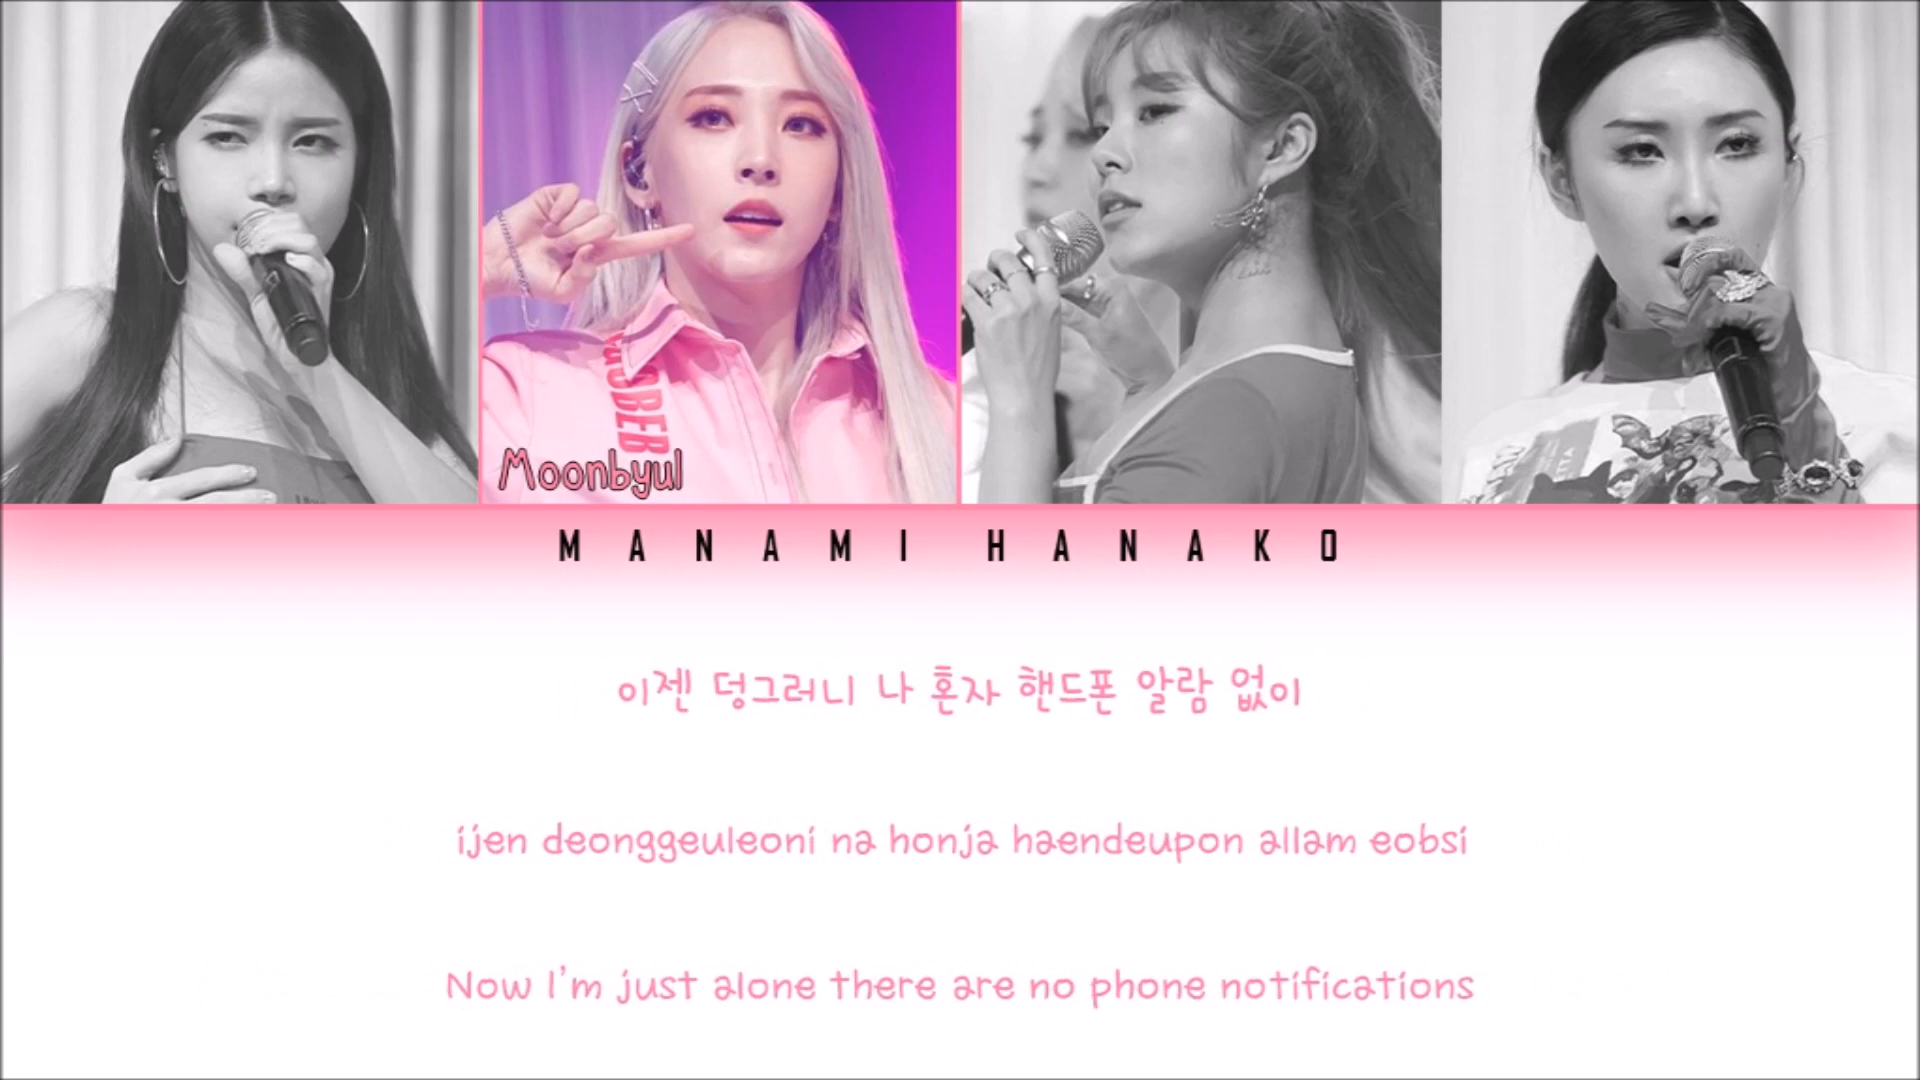 Moonbyul
MANAMI HANAKO
이젠 덩그러니 나 혼자 핸드폰 알람 없이
ijen deonggeuleoni na honja haendeupon allam eobsi
Now I'm just alone there are no phone notifications